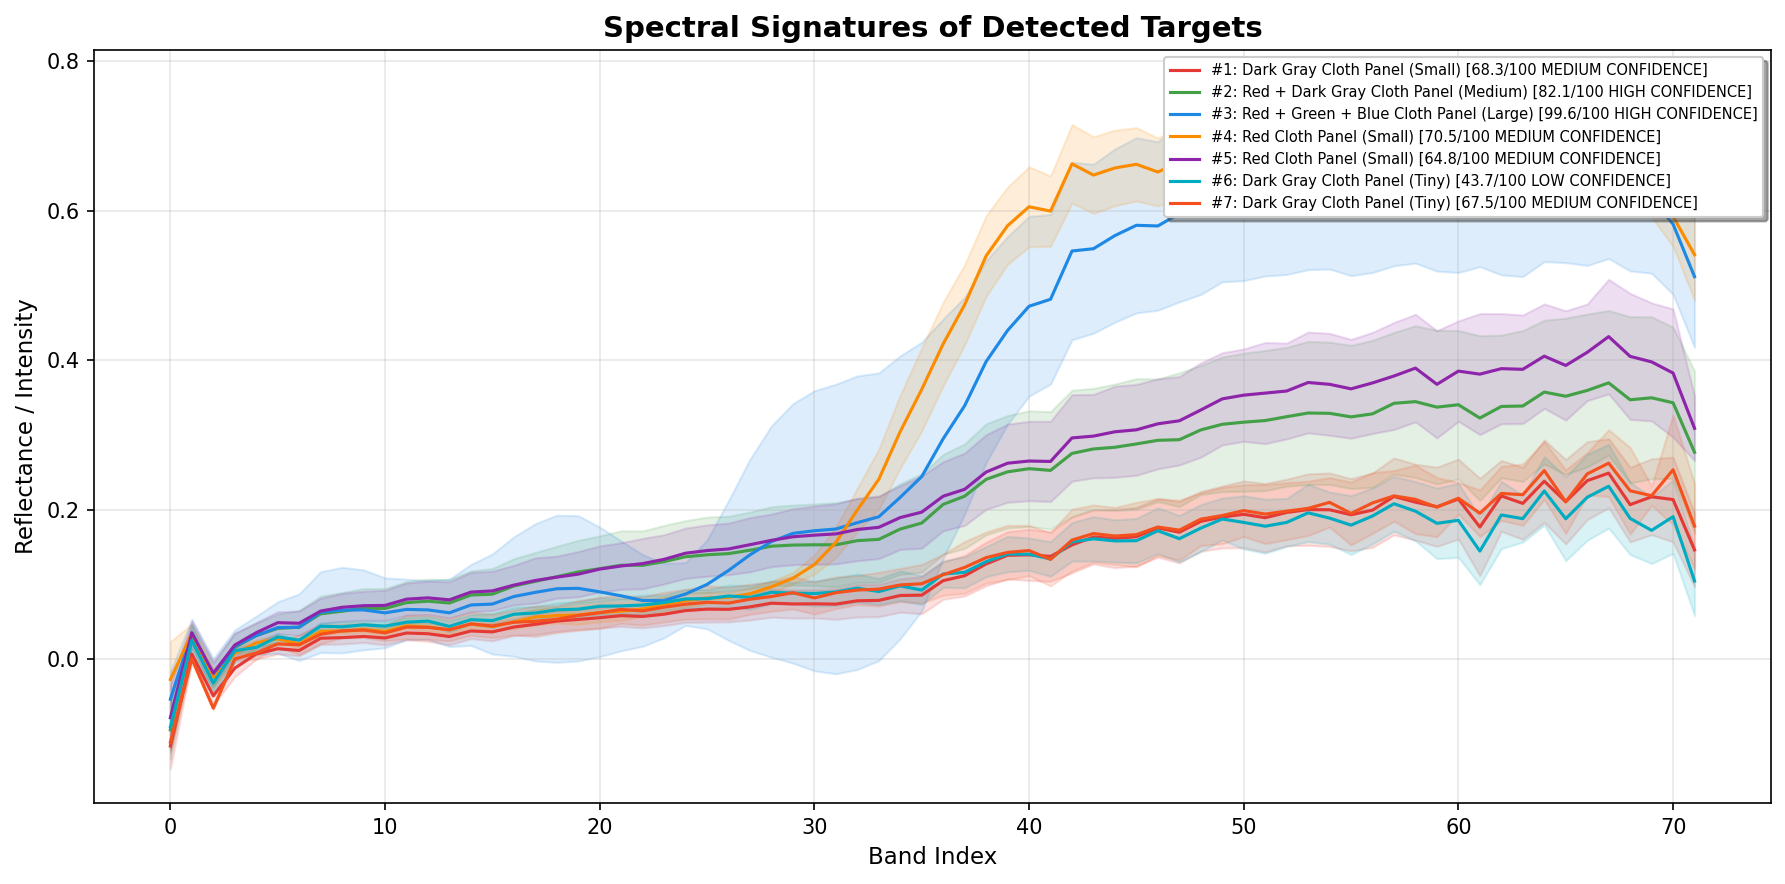 Spectral Signatures of Detected Targets
#1: Dark Gray Cloth Panel (Small) [68.3/100 MEDIUM CONFIDENCE]
#2: Red + Dark Gray Cloth Panel (Medium) [82.1/100 HIGH CONFIDENCE]
#3: Red + Green + Blue Cloth Panel (Large) [99.6/100 HIGH CONFIDENCE]
#4: Red Cloth Panel (Small) [70.5/100 MEDIUM CONFIDENCE]
#5: Red Cloth Panel (Small) [64.8/100 MEDIUM CONFIDENCE]
#6: Dark Gray Cloth Panel (Tiny) [43.7/100 LOW CONFIDENCE]
#7: Dark Gray Cloth Panel (Tiny) [67.5/100 MEDIUM CONFIDENCE]
Reflectance / Intensity
0.8
0.6
0.4
0.2
0.0
0 10 20 30 40 50 60 70
Band Index